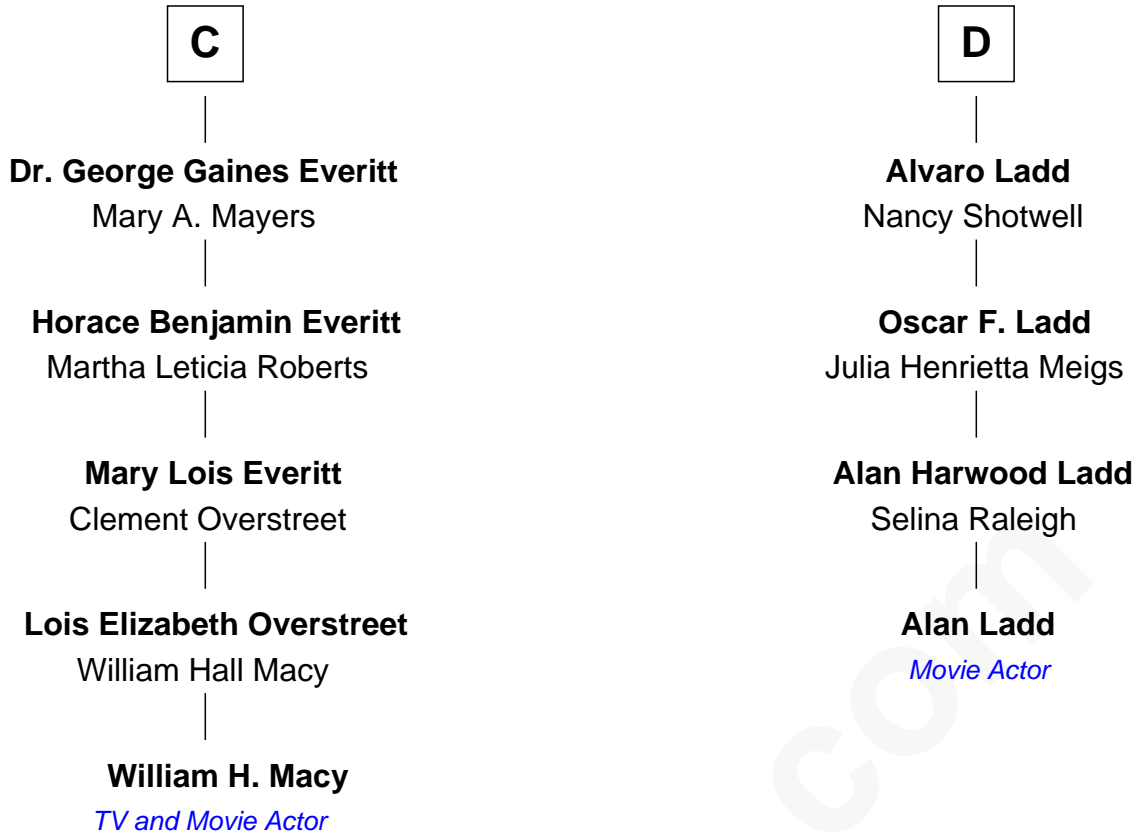 C
Dr. George Gaines Everitt
Mary A. Mayers
Horace Benjamin Everitt
Martha Leticia Roberts
Mary Lois Everitt
Clement Overstreet
Lois Elizabeth Overstreet
William Hall Macy
William H. Macy
TV and Movie Actor
D
Alvaro Ladd
Nancy Shotwell
Oscar F. Ladd
Julia Henrietta Meigs
Alan Harwood Ladd
Selina Raleigh
Alan Ladd
Movie Actor
com